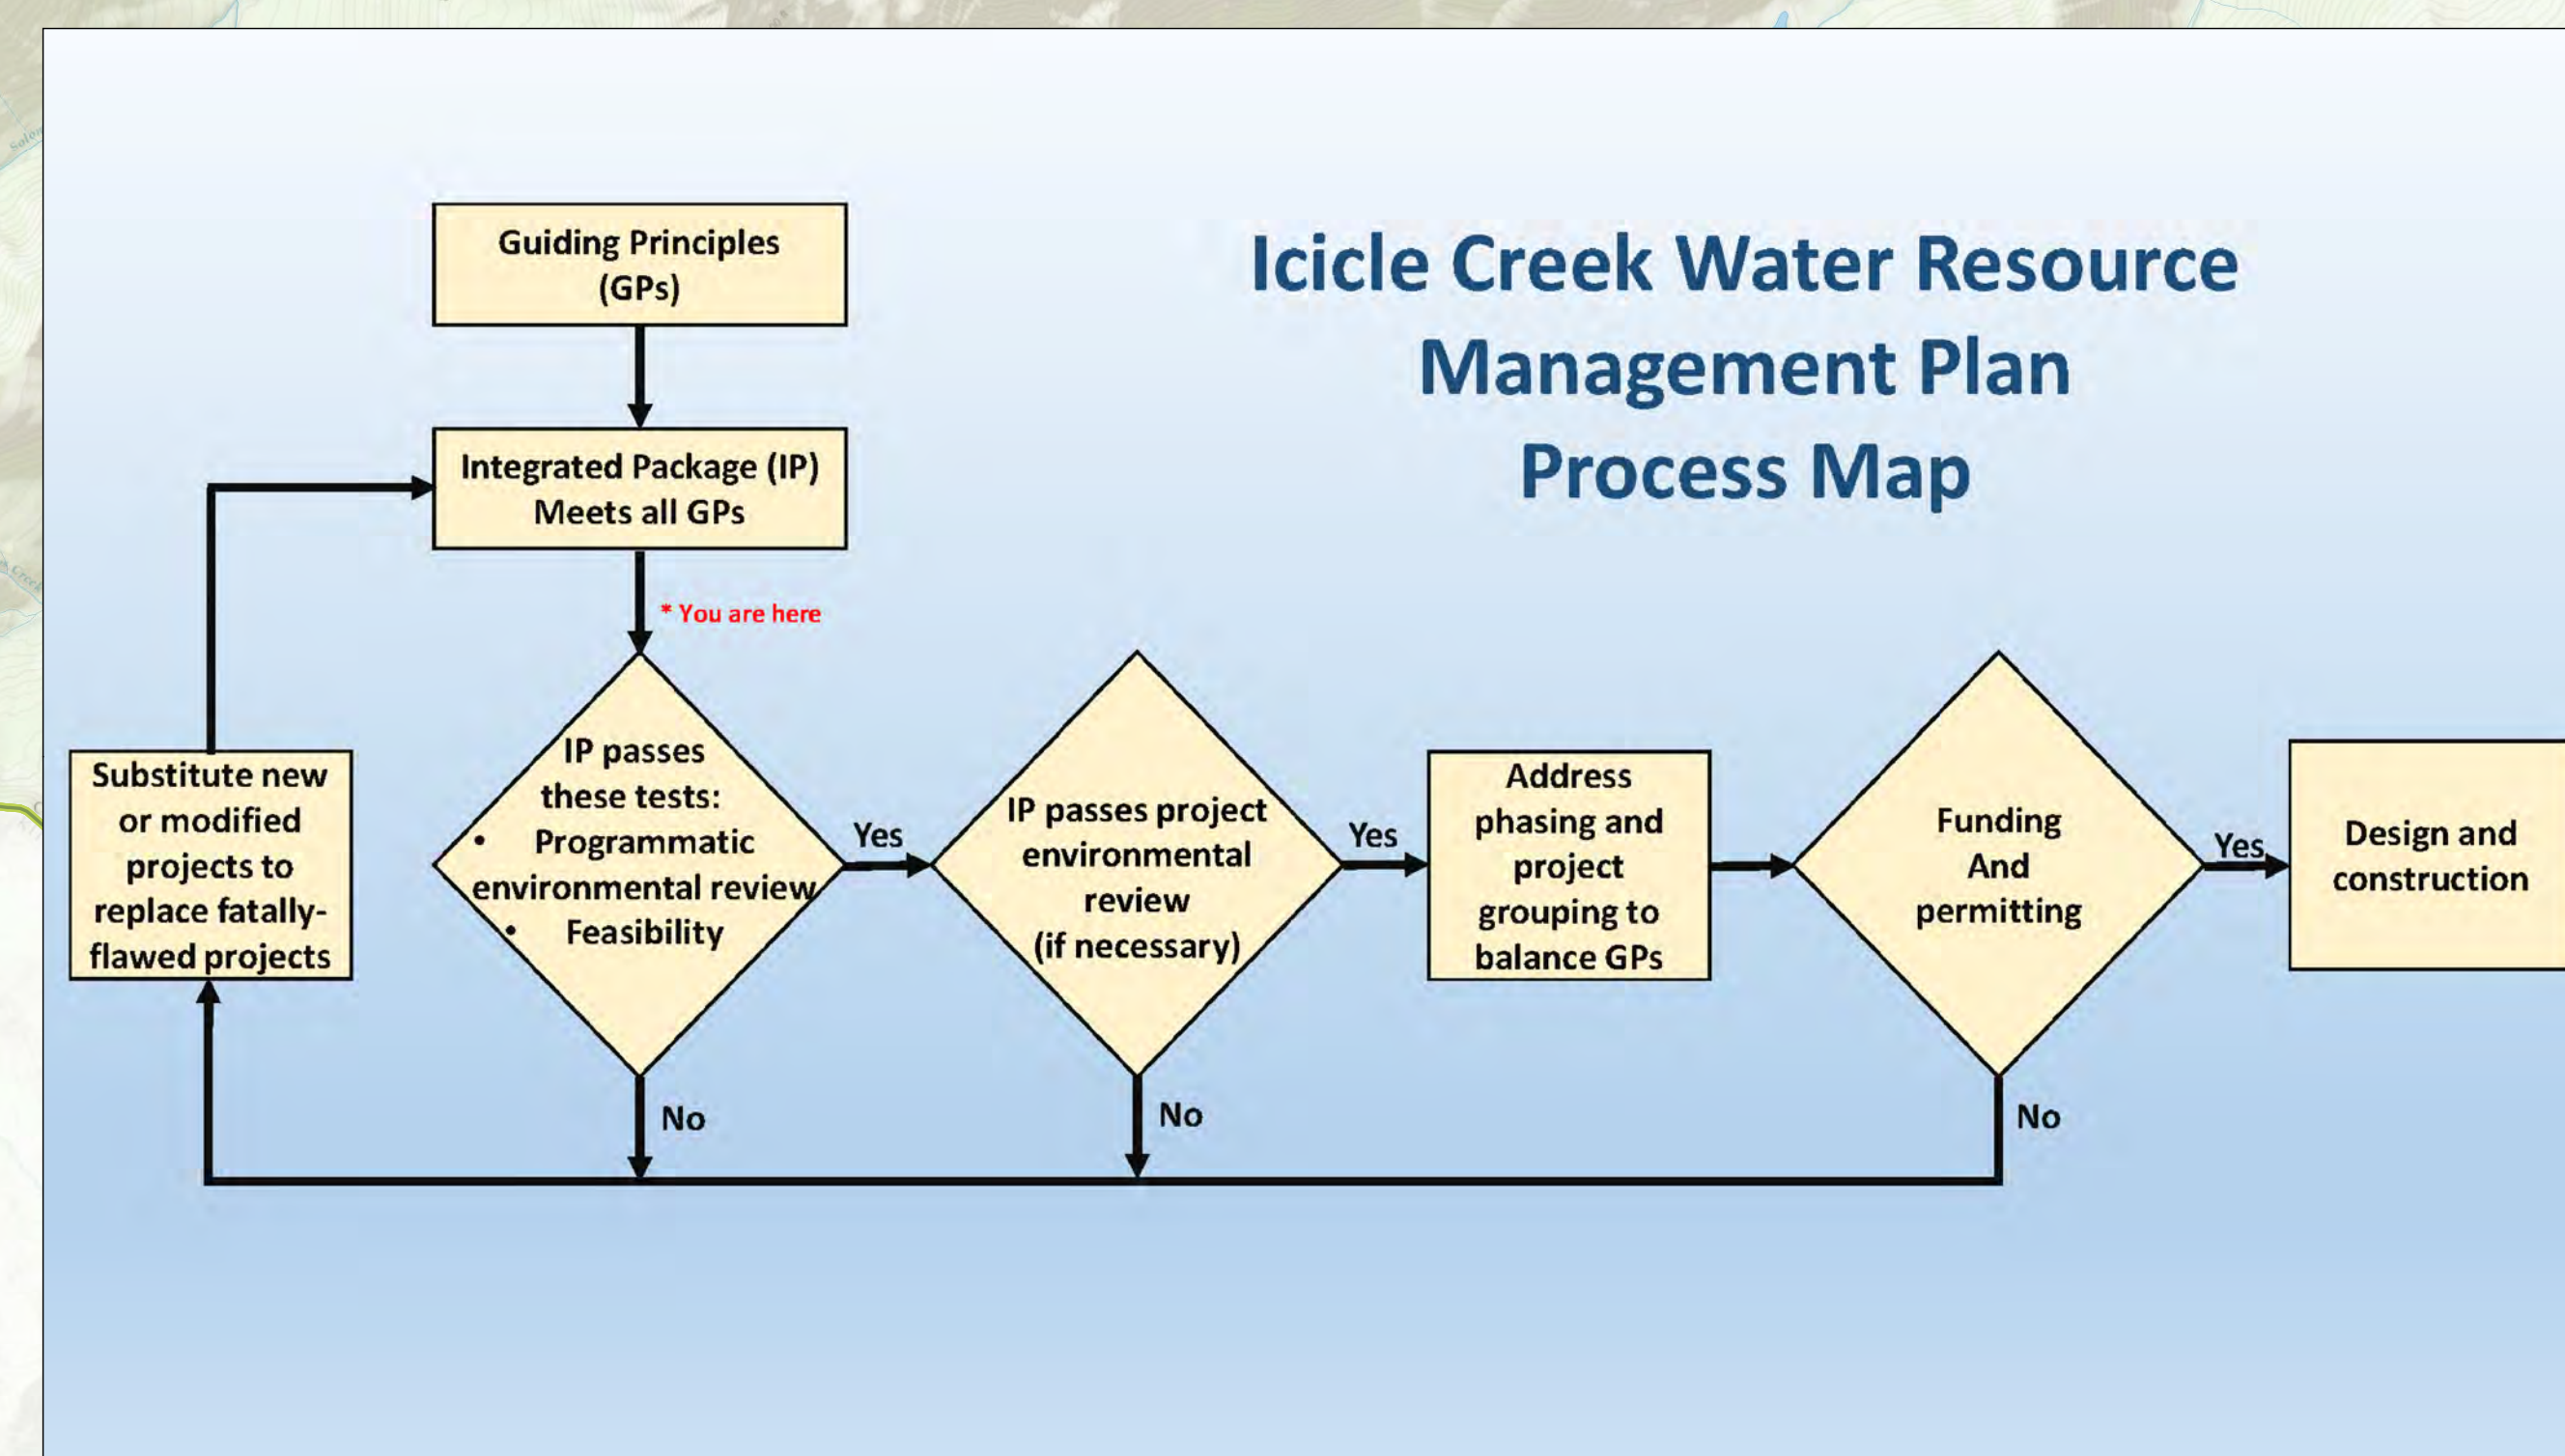 Icicle Creek Water Resource
Management Plan
Process Map
Guiding Principles
(GPs)
Integrated Package (IP)
Meets all GPs
* You are here
IP passes
these tests:
• Programmatic
environmental review
• Feasibility
Yes
No
IP passes project
environmental
review
(if necessary)
Yes
No
Address
phasing and
project
grouping to
balance GPs
Funding
And
permitting
Yes
No
Design and
construction
Substitute new
or modified
projects to
replace fatally-
flawed projects